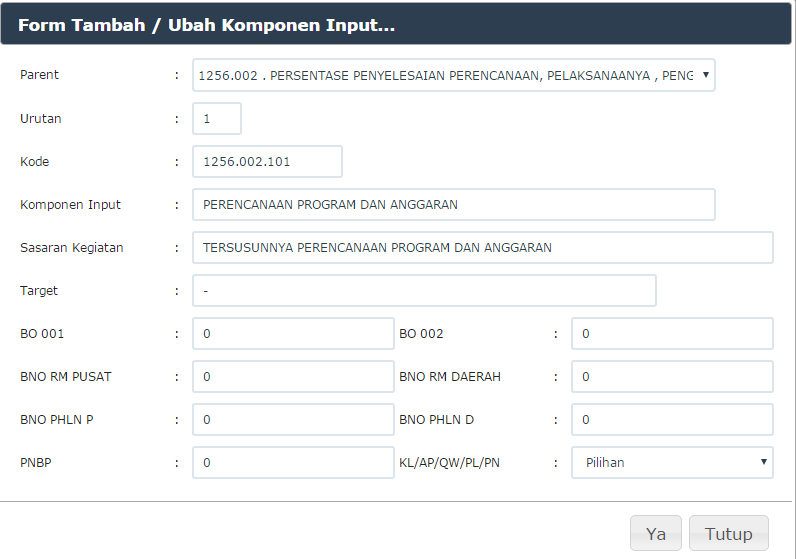 Form Tambah / Ubah Komponen Input...
Parent : 1256.002 . PERSENTASE PENYELESAIAN PERENCANAAN, PELAKSANAANYA , PENG
Urutan : 1
Kode : 1256.002.101
Komponen Input : PERENCANAAN PROGRAM DAN ANGGARAN
Sasaran Kegiatan : TERSUSUNNYA PERENCANAAN PROGRAM DAN ANGGARAN
Target : -
BO 001 : 0 BO 002 : 0
BNO RM PUSAT : 0 BNO RM DAERAH : 0
BNO PHLN P : 0 BNO PHLN D : 0
PNBP : 0 KL/AP/QW/PL/PN : Pilihan
Ya Tutup